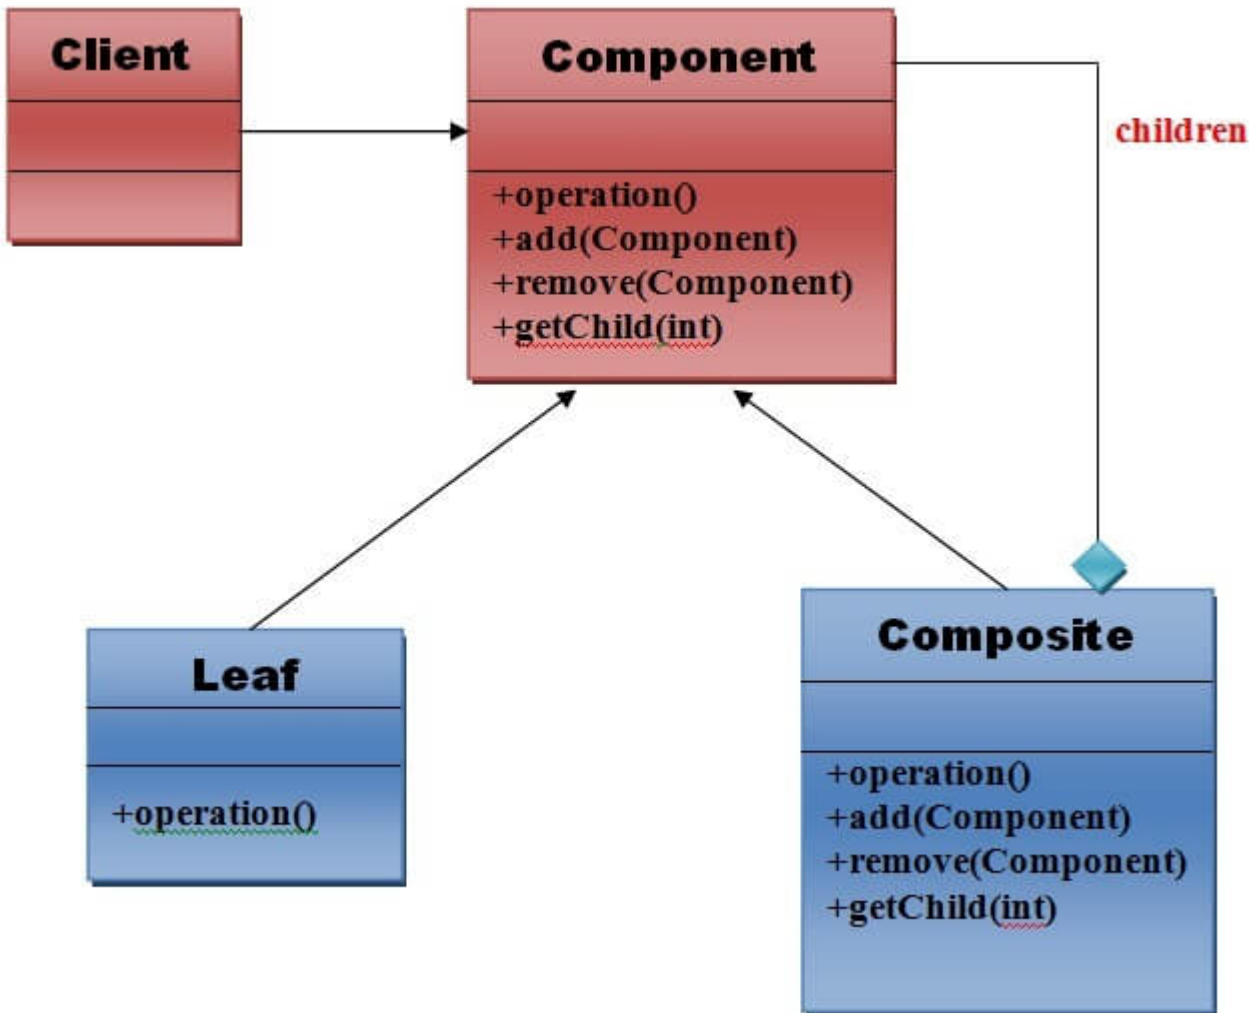 Client
Component
children
+operation()
+add(Component)
+remove(Component)
+getChild(int)
Leaf
+operation()
Composite
+operation()
+add(Component)
+remove(Component)
+getChild(int)